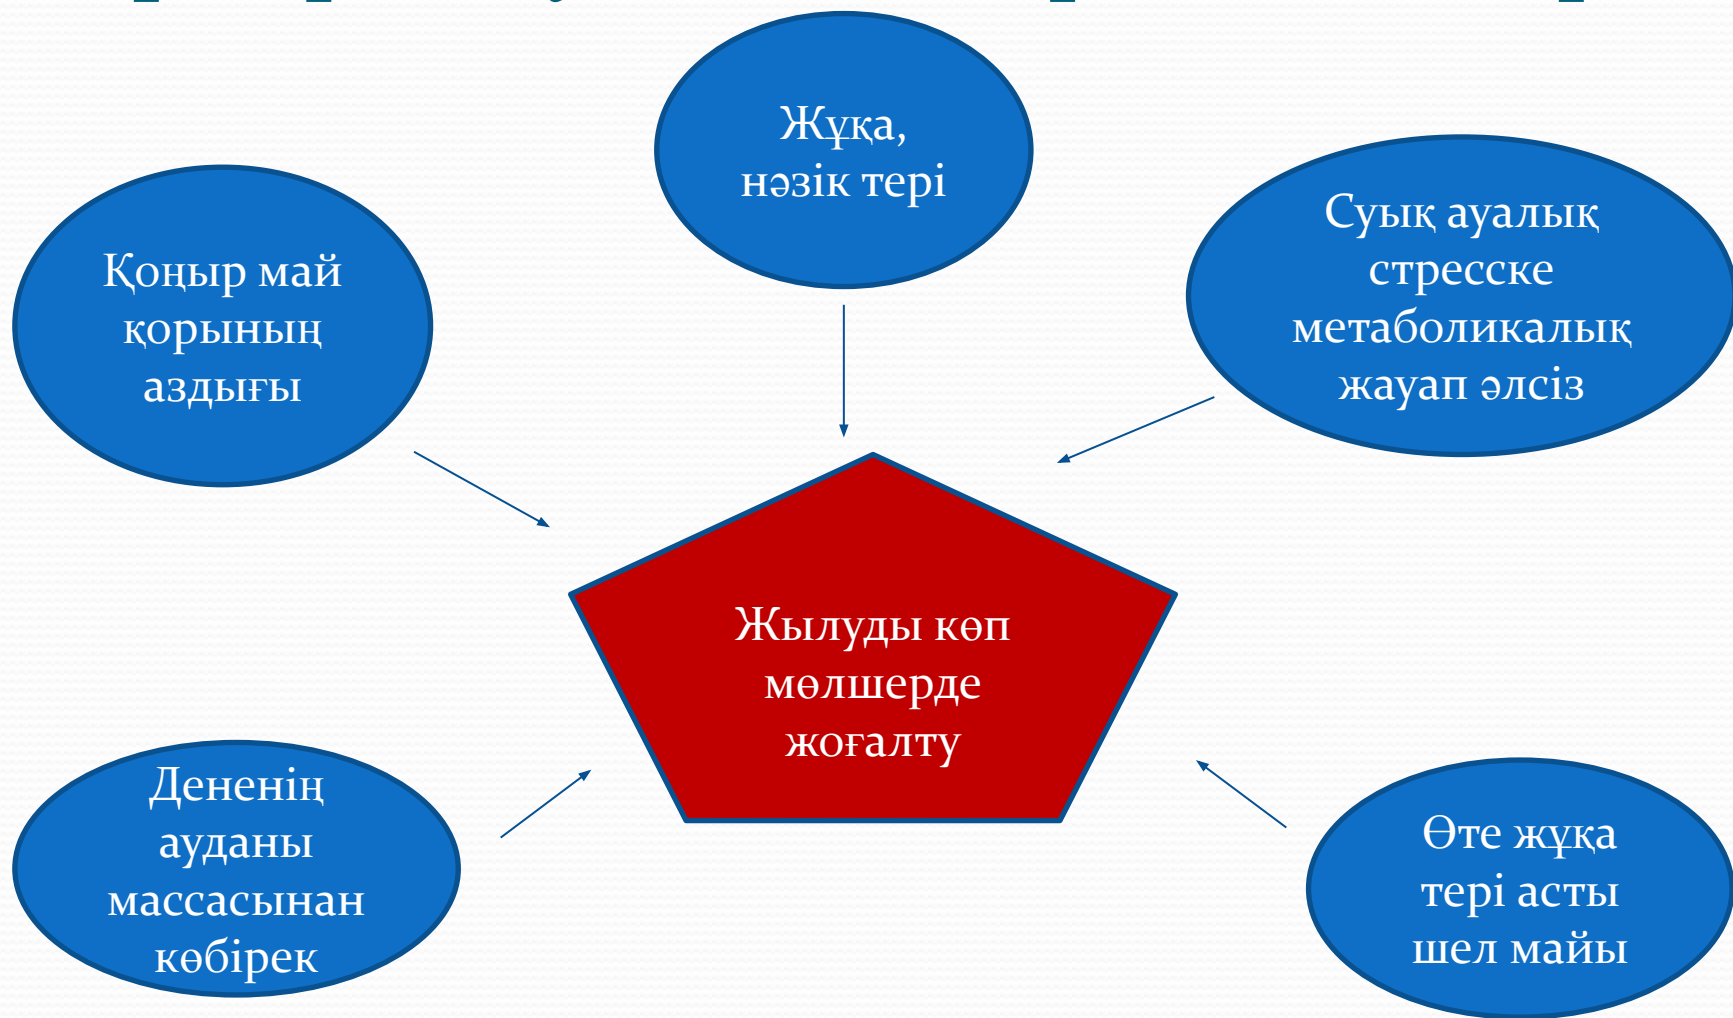 Жұқа,
нәзік тері
Қоңыр май
қорының
аздығы
Суық ауалық
стресске
метаболикалық
жауап әлсіз
Жылуды көп
мөлшерде
жоғалту
Дененің
ауданы
массасынан
көбірек
Өте жұқа
тері асты
шел майы